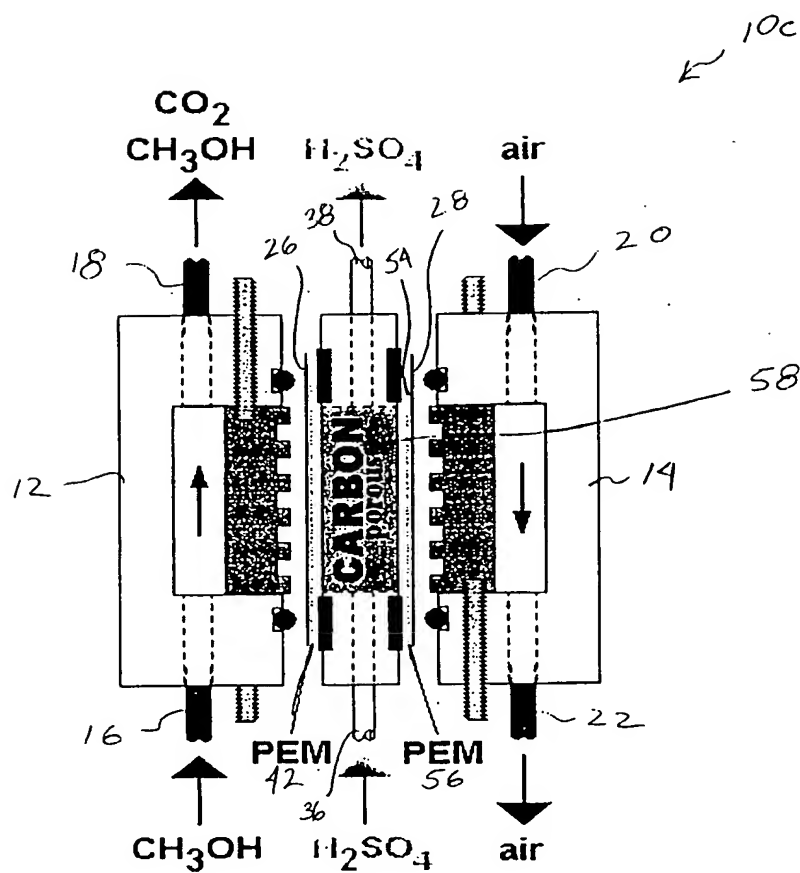 10c
CO2
CH3OH
H2SO4
air
38
28
26
54
18
20
58
CARBON
porous
12
14
16
22
PEM
42
PEM
56
36
CH3OH
H2SO4
air